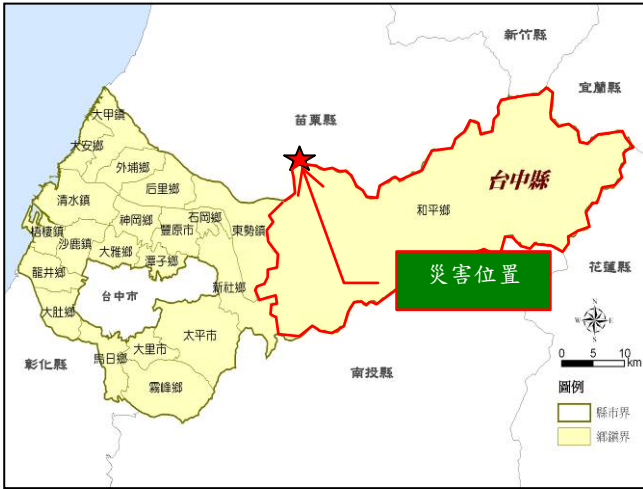 新竹縣
宜蘭縣
苗栗縣
大甲鎮
大安鄉
外埔鄉
后里鄉
台中縣
清水鎮
和平鄉
石岡鄉
神岡鄉
豐原市
東勢鎮
梧棲鎮
沙鹿鎮
大雅鄉
潭子鄉
災害位置
花蓮縣
龍井鄉
新社鄉
台中市
大肚鄉
太平市
N
W E
S
大里市
烏日鄉
彰化縣
0 5 10
km
南投縣
霧峰鄉
圖例
縣市界
鄉鎮界